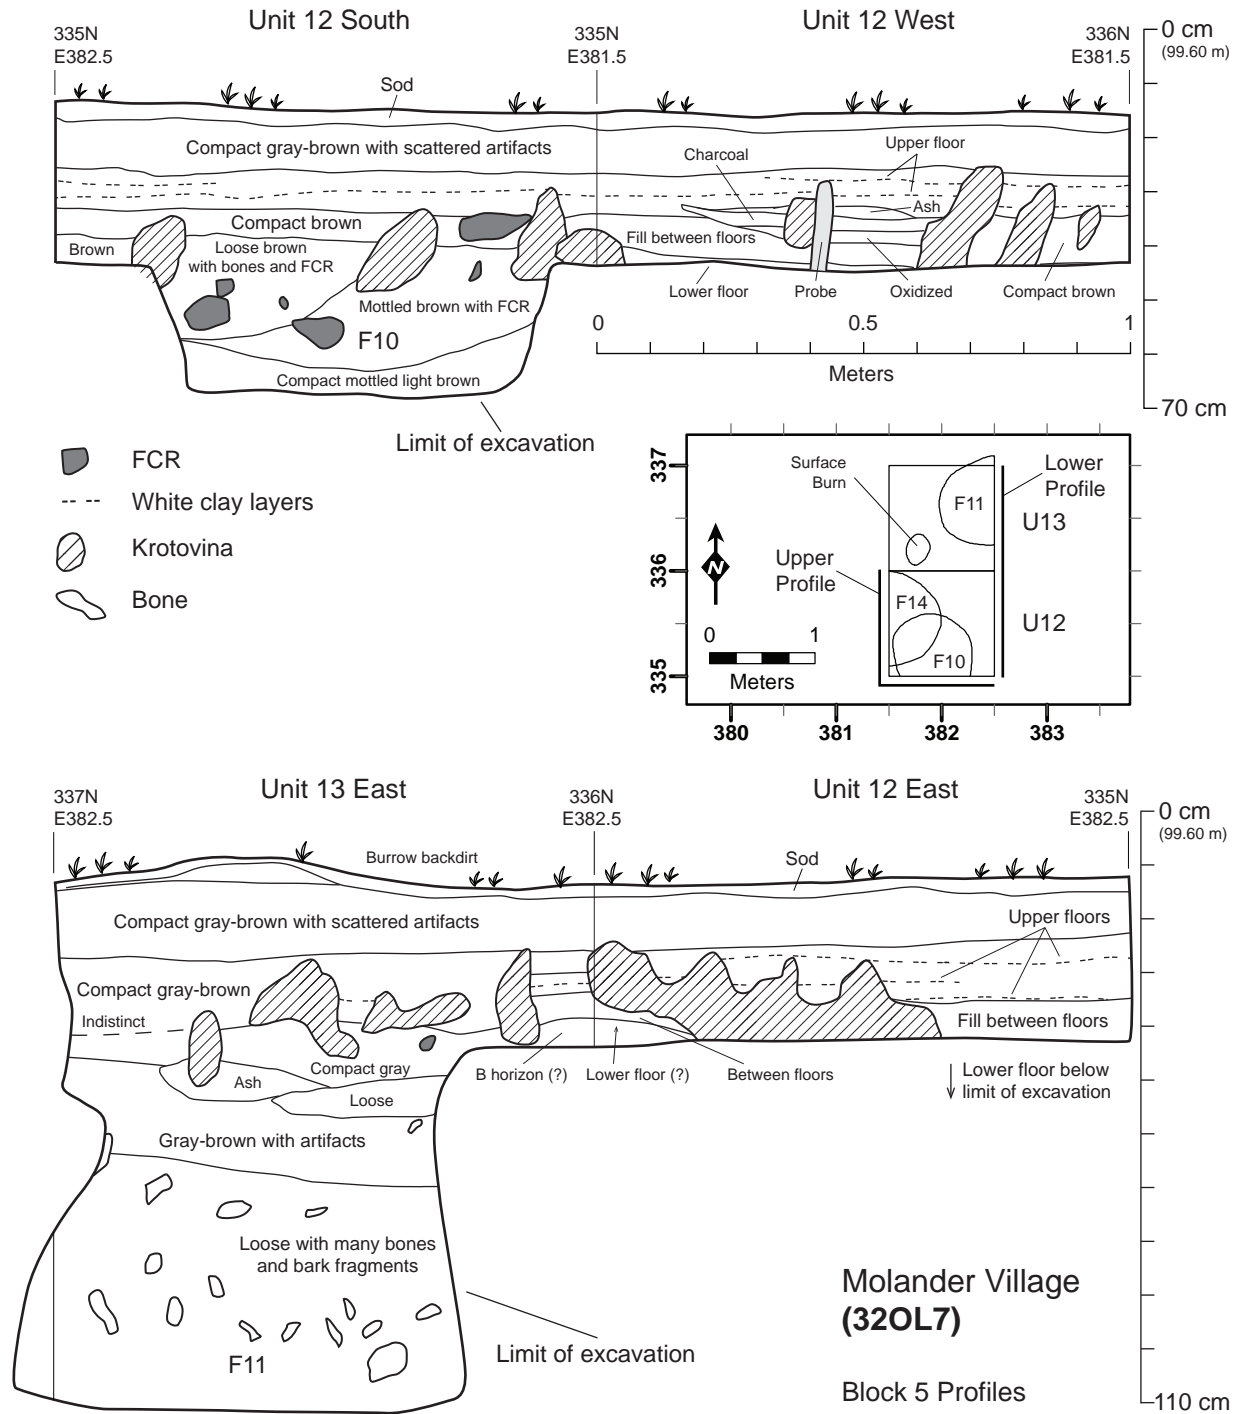 Unit 12 South
Unit 12 West
335N
E382.5
335N
E381.5
336N
E381.5
0 cm
(99.60 m)
Sod
Compact gray-brown with scattered artifacts
Charcoal
Upper floor
Compact brown
Ash
Brown
Loose brown
with bones and FCR
Fill between floors
Mottled brown with FCR
Lower floor
Probe
Oxidized
Compact brown
F10
0
0.5
1
Meters
Compact mottled light brown
70 cm
Limit of excavation
FCR
White clay layers
Krotovina
Bone
337
336
335
Surface
Burn
Lower
Profile
F11
U13
N
Upper
Profile
F14
U12
F10
0
1
Meters
380
381
382
383
Unit 13 East
Unit 12 East
337N
E382.5
336N
E382.5
335N
E382.5
0 cm
(99.60 m)
Burrow backdirt
Sod
Compact gray-brown with scattered artifacts
Upper floors
Compact gray-brown
Indistinct
Fill between floors
Compact gray
B horizon (?)
Lower floor (?)
Between floors
Lower floor below
limit of excavation
Ash
Loose
Gray-brown with artifacts
Loose with many bones
and bark fragments
F11
Limit of excavation
Molander Village
(32OL7)
Block 5 Profiles
110 cm